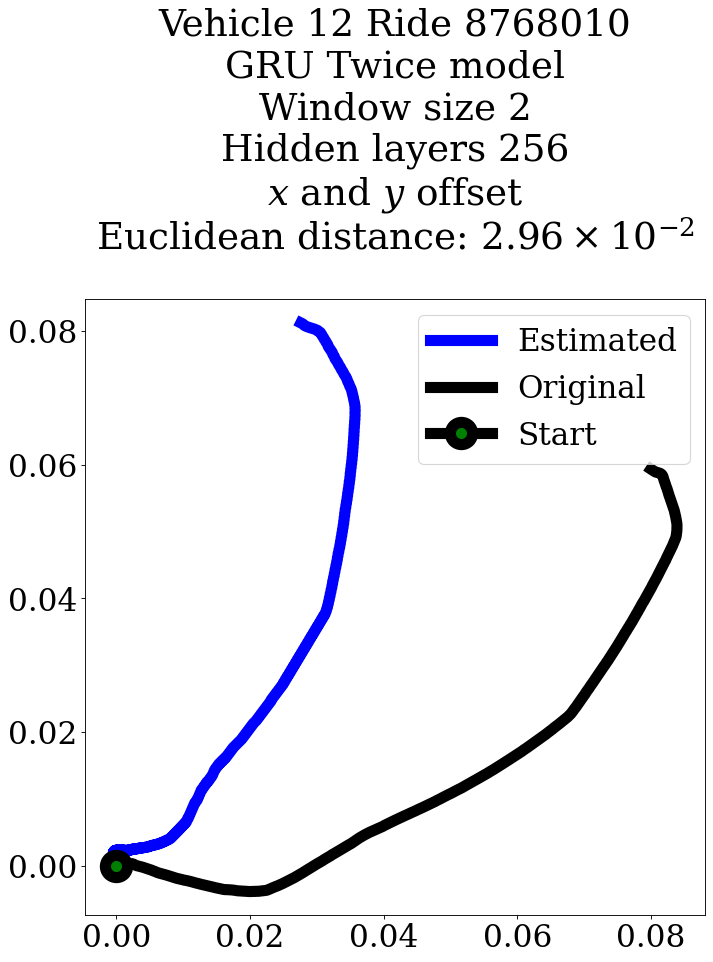 Vehicle 12 Ride 8768010
GRU Twice model
Window size 2
Hidden layers 256
x and y offset
Euclidean distance: 2.96 × 10⁻²
Estimated
Original
Start
0.08
0.06
0.04
0.02
0.00
0.00 0.02 0.04 0.06 0.08